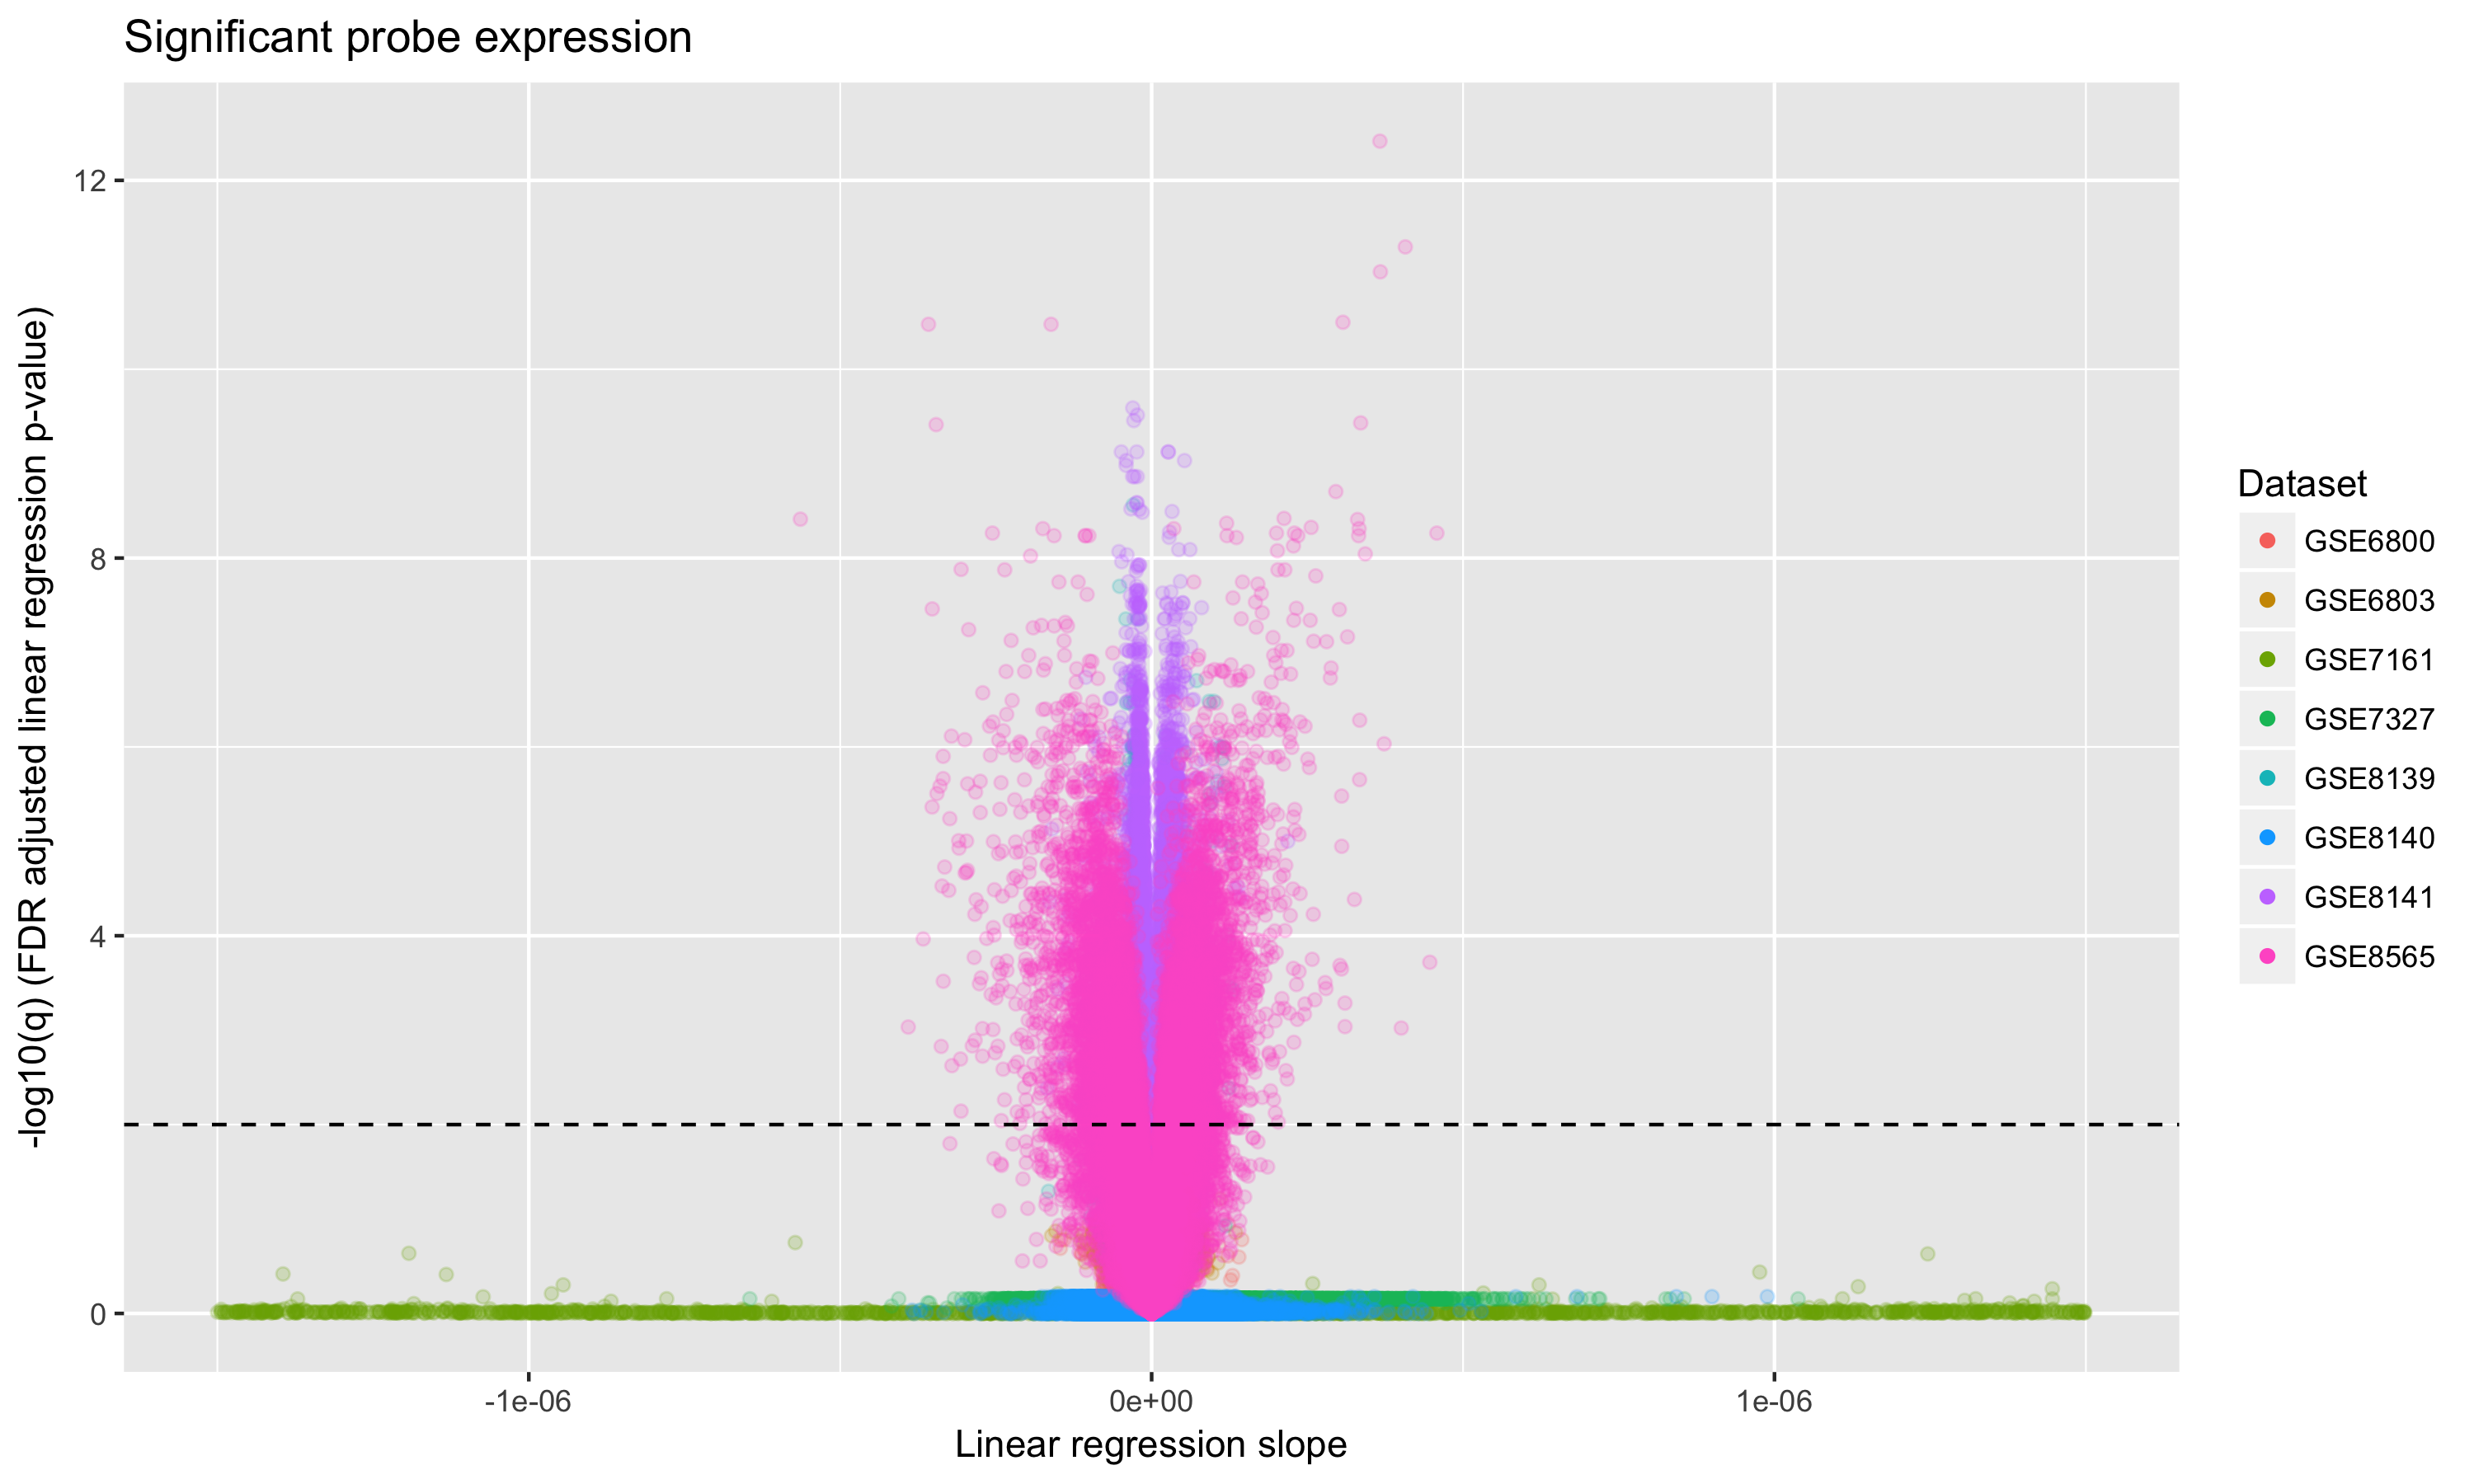 Significant probe expression
-log10(q) (FDR adjusted linear regression p-value)
12
8
4
0
-1e-06
0e+00
1e-06
Linear regression slope
Dataset
GSE6800
GSE6803
GSE7161
GSE7327
GSE8139
GSE8140
GSE8141
GSE8565